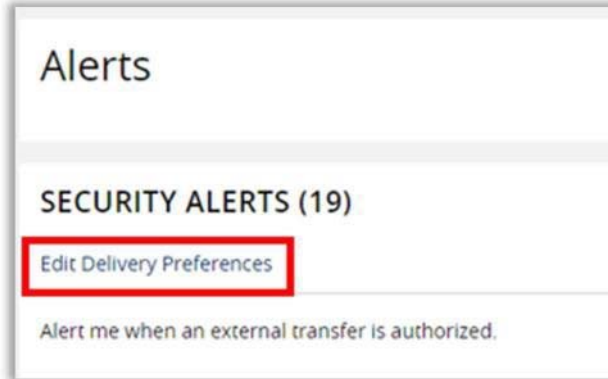 Alerts
SECURITY ALERTS (19)
Edit Delivery Preferences
Alert me when an external transfer is authorized.